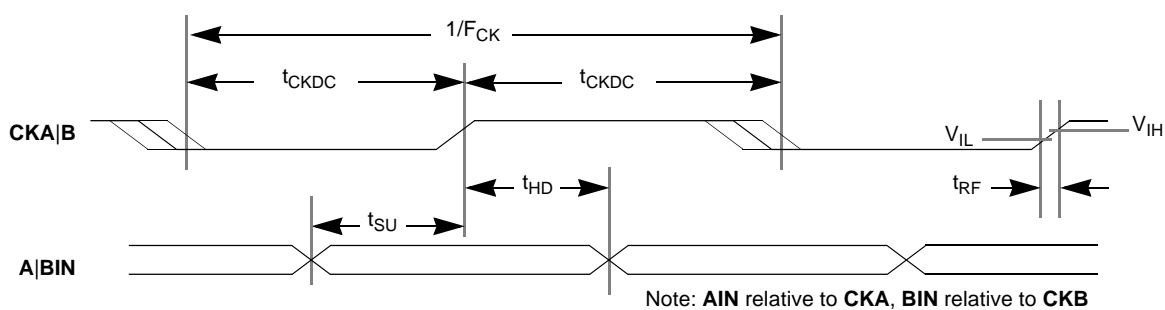 1/FCK
tCKDC tCKDC
CKA|B
VIL VIH
tHD tRF
tSU
A|BIN
Note: AIN relative to CKA, BIN relative to CKB